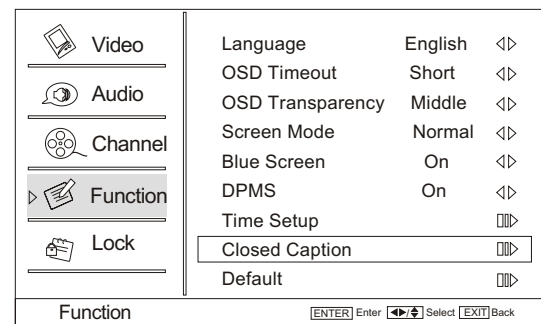 Video
Audio
Channel
Function
Lock
Language English
OSD Timeout Short
OSD Transparency Middle
Screen Mode Normal
Blue Screen On
DPMS On
Time Setup
Closed Caption
Default
Function ENTER Enter Select EXIT Back